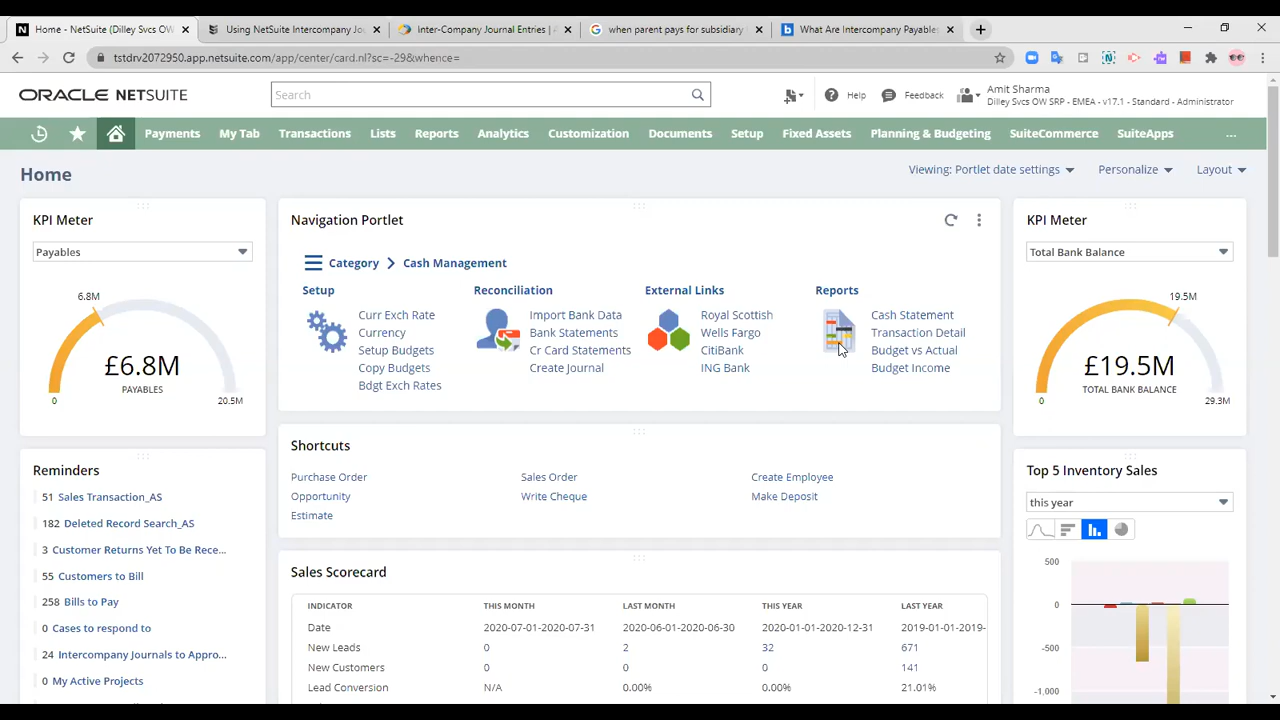 Home - NetSuite (Dilley Svcs OW
Using NetSuite Intercompany Jou
Inter-Company Journal Entries |
when parent pays for subsidiary
What Are Intercompany Payables
tstdrv2072950.app.netsuite.com/app/center/card.nl?sc=-29&whence=
ORACLE NETSUITE
Search
Help
Feedback
Amit Sharma
Dilley Svcs OW SRP - EMEA - v17.1 - Standard - Administrator
Payments My Tab Transactions Lists Reports Analytics Customization Documents Setup Fixed Assets Planning & Budgeting SuiteCommerce SuiteApps ...
Home
Viewing: Portlet date settings
Personalize
Layout
KPI Meter
Payables
6.8M
£6.8M
PAYABLES
0
20.5M
Navigation Portlet
Category > Cash Management
Setup
Curr Exch Rate
Currency
Setup Budgets
Copy Budgets
Bdgt Exch Rates
Reconciliation
Import Bank Data
Bank Statements
Cr Card Statements
Create Journal
External Links
Royal Scottish
Wells Fargo
CitiBank
ING Bank
Reports
Cash Statement
Transaction Detail
Budget vs Actual
Budget Income
KPI Meter
Total Bank Balance
19.5M
£19.5M
TOTAL BANK BALANCE
0
29.3M
Reminders
51 Sales Transaction_AS
182 Deleted Record Search_AS
3 Customer Returns Yet To Be Rece...
55 Customers to Bill
258 Bills to Pay
0 Cases to respond to
24 Intercompany Journals to Appro...
0 My Active Projects
Shortcuts
Purchase Order
Sales Order
Create Employee
Opportunity
Write Cheque
Make Deposit
Estimate
Sales Scorecard
INDICATOR THIS MONTH LAST MONTH THIS YEAR LAST YEAR
Date 2020-07-01-2020-07-31 2020-06-01-2020-06-30 2020-01-01-2020-12-31 2019-01-01-2019-
New Leads 0 2 32 671
New Customers 0 0 0 141
Lead Conversion N/A 0.00% 0.00% 21.01%
Top 5 Inventory Sales
this year
500
0
-500
-1,000